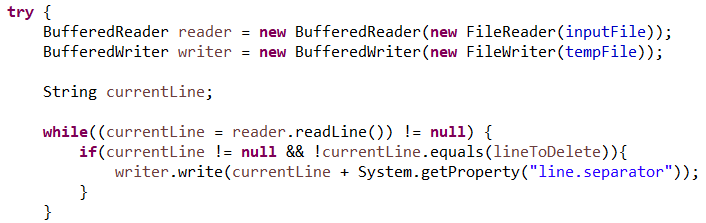 try {
    BufferedReader reader = new BufferedReader(new FileReader(inputFile));
    BufferedWriter writer = new BufferedWriter(new FileWriter(tempFile));

    String currentLine;

    while((currentLine = reader.readLine()) != null) {
        if(currentLine != null && !currentLine.equals(lineToDelete)){
            writer.write(currentLine + System.getProperty("line.separator"));
        }
    }